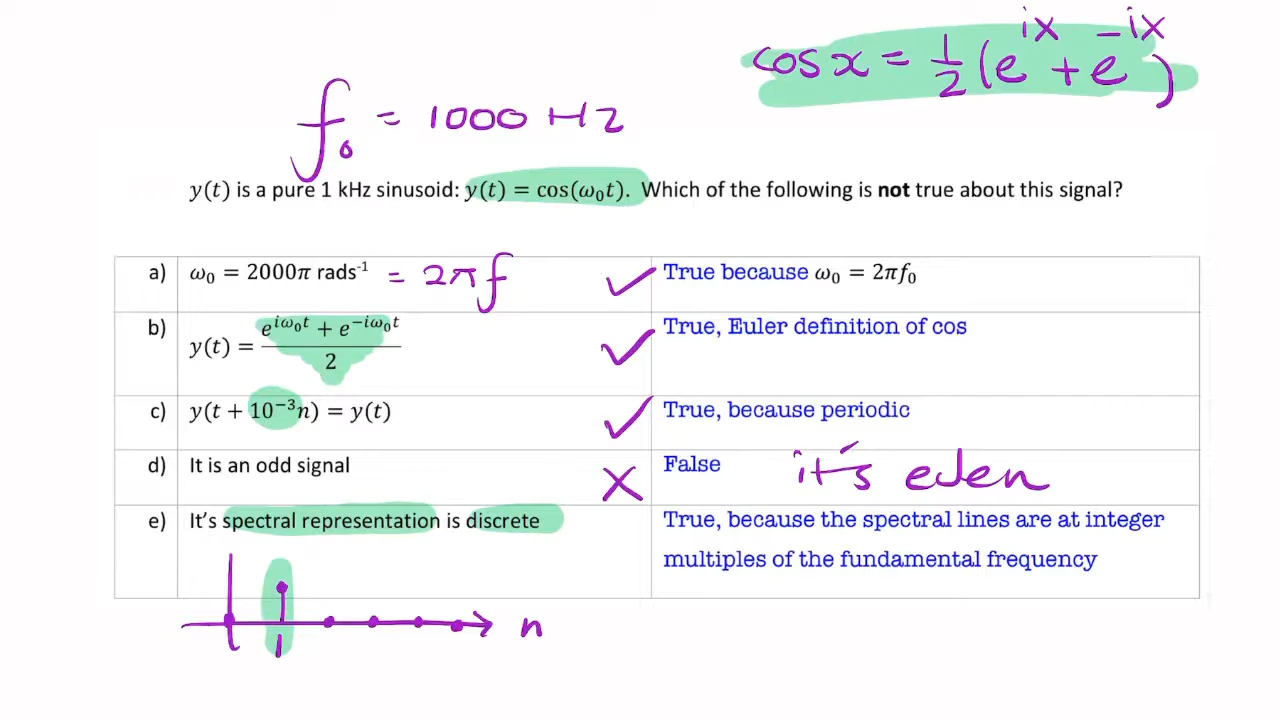 cos x = 1/2 (e^ix + e^-ix)
f₀ = 1000 Hz
y(t) is a pure 1 kHz sinusoid: y(t) = cos(ω₀t). Which of the following is not true about this signal?
a) ω₀ = 2000π rads⁻¹ = 2πf ✓ True because ω₀ = 2πf₀
b) y(t) = (e^iω₀t + e^−iω₀t)/2 ✓ True, Euler definition of cos
c) y(t + 10⁻³n) = y(t) ✓ True, because periodic
d) It is an odd signal ✗ False it's even
e) It's spectral representation is discrete True, because the spectral lines are at integer
multiples of the fundamental frequency
n
1